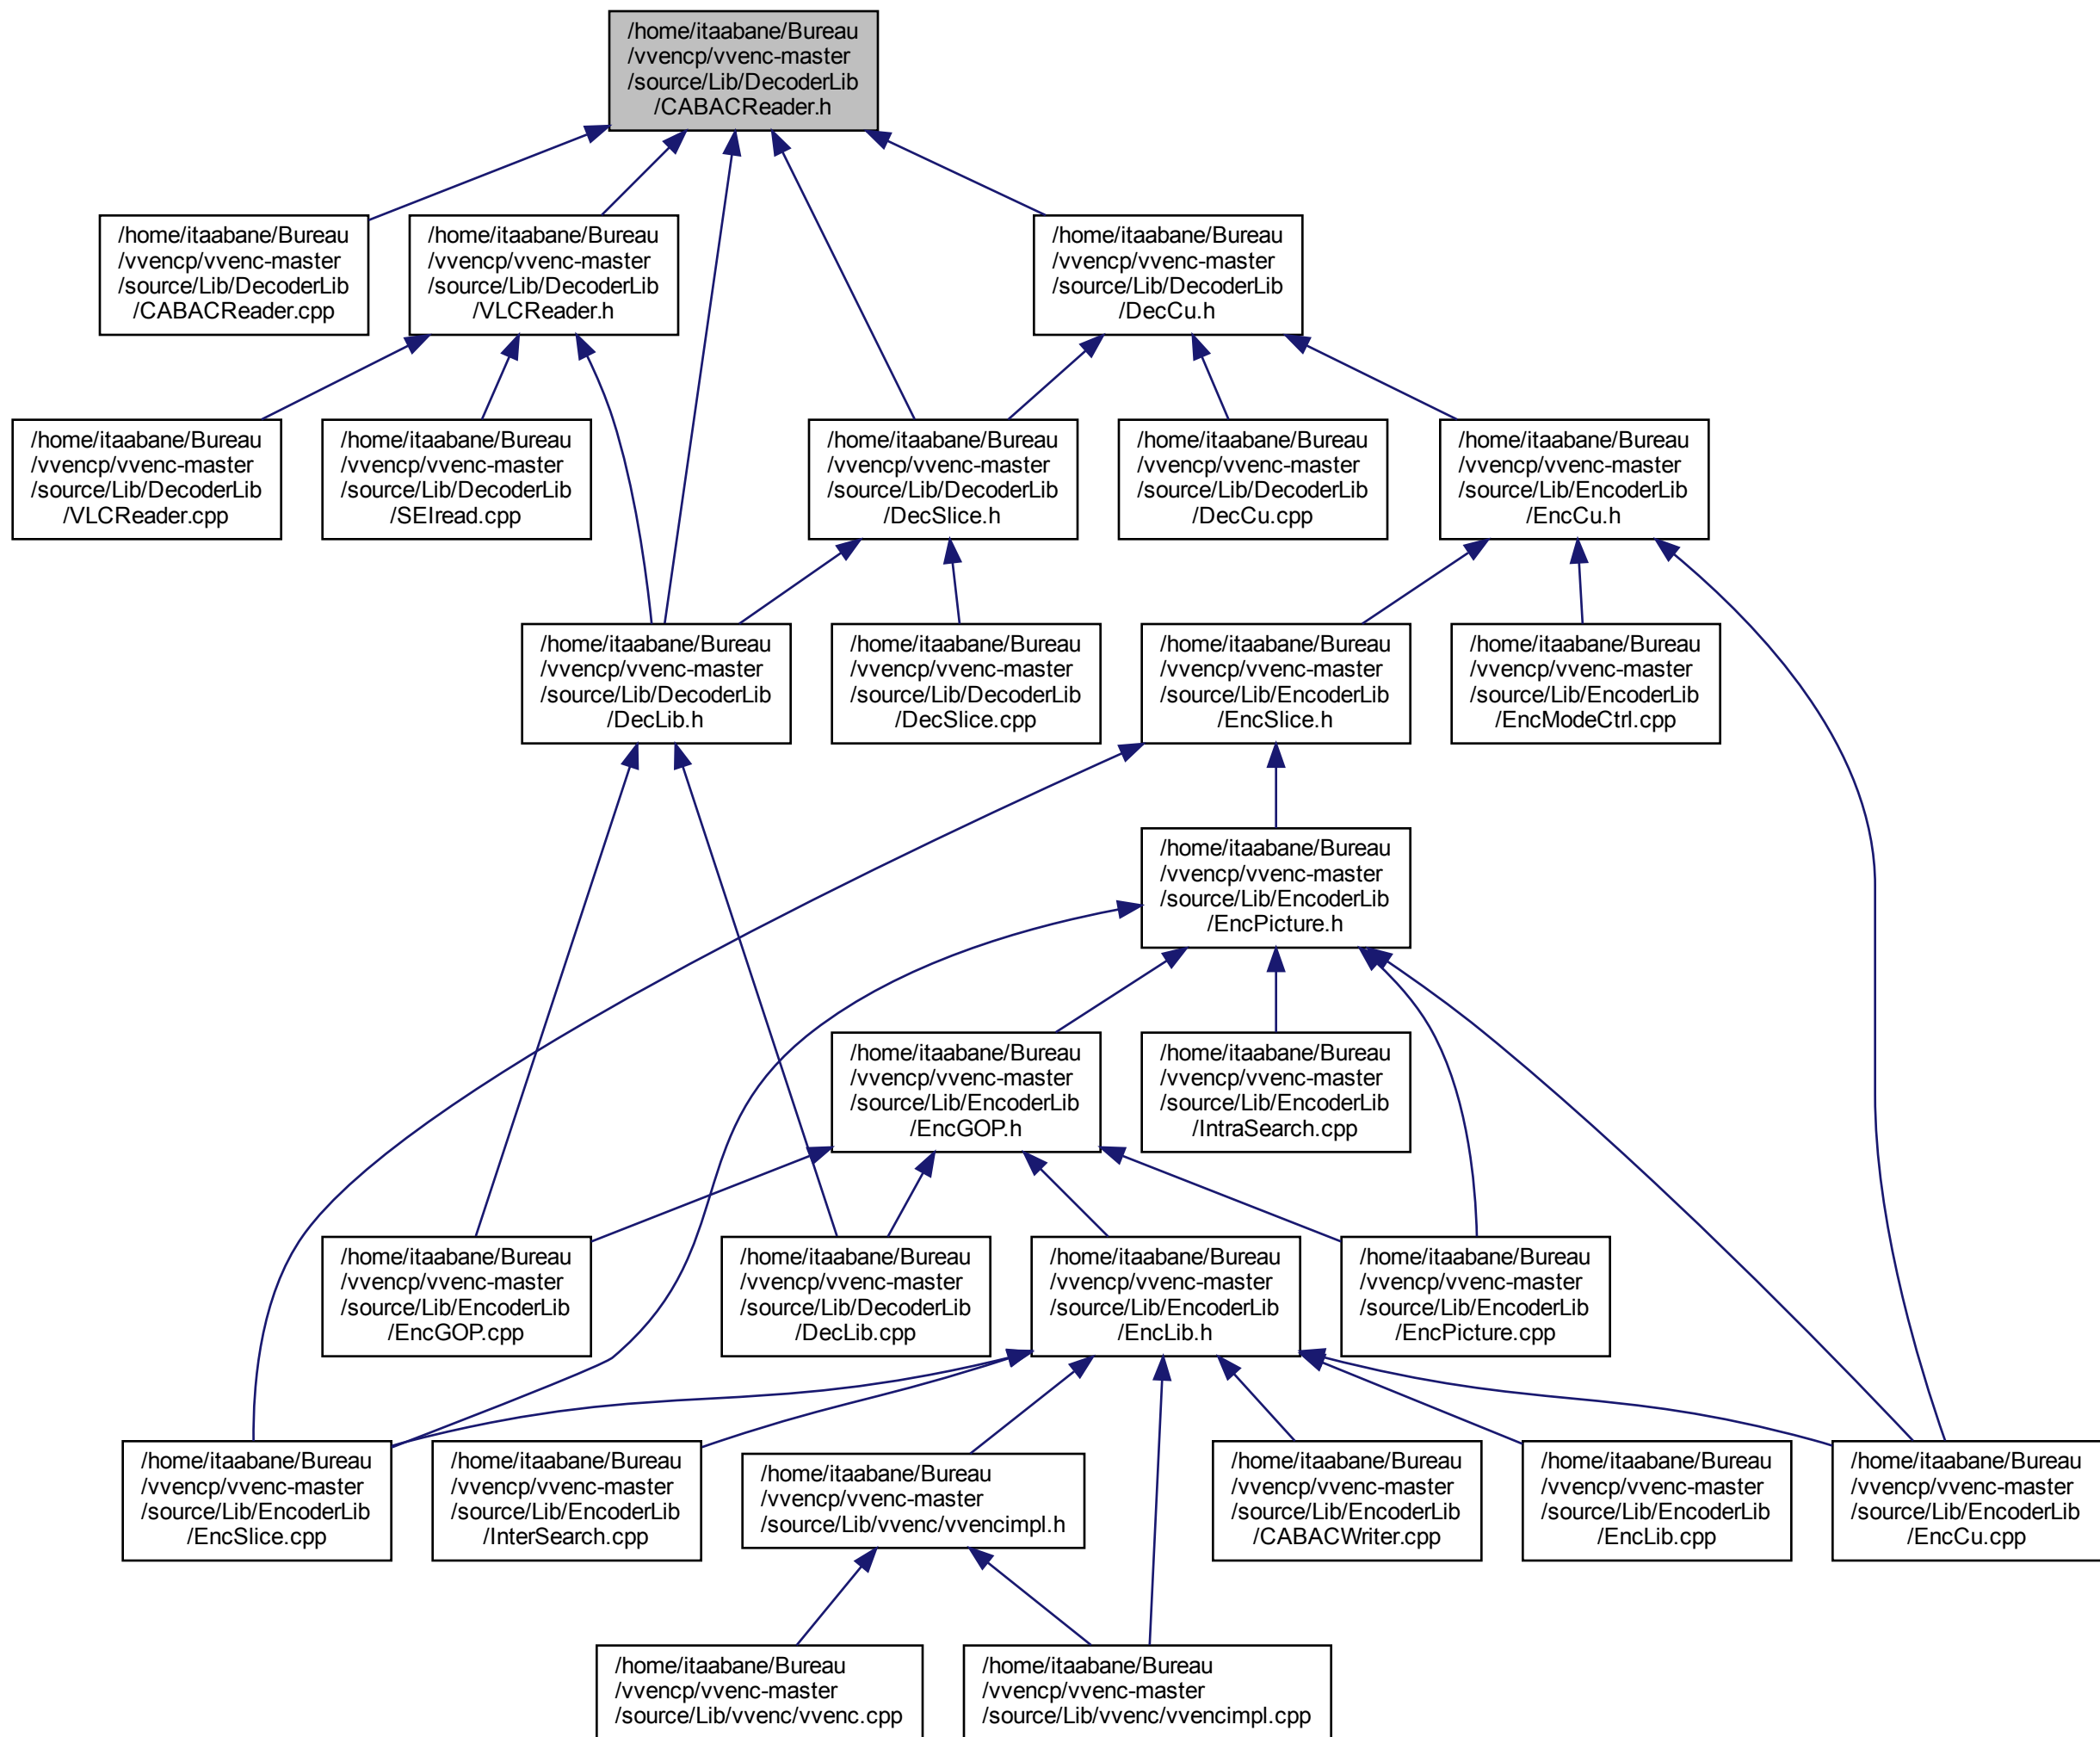 /home/itaabane/Bureau
/vvencp/vvenc-master
/source/Lib/DecoderLib
/CABACReader.h
/home/itaabane/Bureau
/vvencp/vvenc-master
/source/Lib/DecoderLib
/CABACReader.cpp
/home/itaabane/Bureau
/vvencp/vvenc-master
/source/Lib/DecoderLib
/VLCReader.h
/home/itaabane/Bureau
/vvencp/vvenc-master
/source/Lib/DecoderLib
/DecCu.h
/home/itaabane/Bureau
/vvencp/vvenc-master
/source/Lib/DecoderLib
/VLCReader.cpp
/home/itaabane/Bureau
/vvencp/vvenc-master
/source/Lib/DecoderLib
/SEIread.cpp
/home/itaabane/Bureau
/vvencp/vvenc-master
/source/Lib/DecoderLib
/DecSlice.h
/home/itaabane/Bureau
/vvencp/vvenc-master
/source/Lib/DecoderLib
/DecCu.cpp
/home/itaabane/Bureau
/vvencp/vvenc-master
/source/Lib/EncoderLib
/EncCu.h
/home/itaabane/Bureau
/vvencp/vvenc-master
/source/Lib/DecoderLib
/DecLib.h
/home/itaabane/Bureau
/vvencp/vvenc-master
/source/Lib/DecoderLib
/DecSlice.cpp
/home/itaabane/Bureau
/vvencp/vvenc-master
/source/Lib/EncoderLib
/EncSlice.h
/home/itaabane/Bureau
/vvencp/vvenc-master
/source/Lib/EncoderLib
/EncModeCtrl.cpp
/home/itaabane/Bureau
/vvencp/vvenc-master
/source/Lib/EncoderLib
/EncPicture.h
/home/itaabane/Bureau
/vvencp/vvenc-master
/source/Lib/EncoderLib
/EncGOP.h
/home/itaabane/Bureau
/vvencp/vvenc-master
/source/Lib/EncoderLib
/IntraSearch.cpp
/home/itaabane/Bureau
/vvencp/vvenc-master
/source/Lib/EncoderLib
/EncGOP.cpp
/home/itaabane/Bureau
/vvencp/vvenc-master
/source/Lib/DecoderLib
/DecLib.cpp
/home/itaabane/Bureau
/vvencp/vvenc-master
/source/Lib/EncoderLib
/EncLib.h
/home/itaabane/Bureau
/vvencp/vvenc-master
/source/Lib/EncoderLib
/EncPicture.cpp
/home/itaabane/Bureau
/vvencp/vvenc-master
/source/Lib/EncoderLib
/EncSlice.cpp
/home/itaabane/Bureau
/vvencp/vvenc-master
/source/Lib/EncoderLib
/InterSearch.cpp
/home/itaabane/Bureau
/vvencp/vvenc-master
/source/Lib/vvenc/vvencimpl.h
/home/itaabane/Bureau
/vvencp/vvenc-master
/source/Lib/EncoderLib
/CABACWriter.cpp
/home/itaabane/Bureau
/vvencp/vvenc-master
/source/Lib/EncoderLib
/EncLib.cpp
/home/itaabane/Bureau
/vvencp/vvenc-master
/source/Lib/EncoderLib
/EncCu.cpp
/home/itaabane/Bureau
/vvencp/vvenc-master
/source/Lib/vvenc/vvenc.cpp
/home/itaabane/Bureau
/vvencp/vvenc-master
/source/Lib/vvenc/vvencimpl.cpp